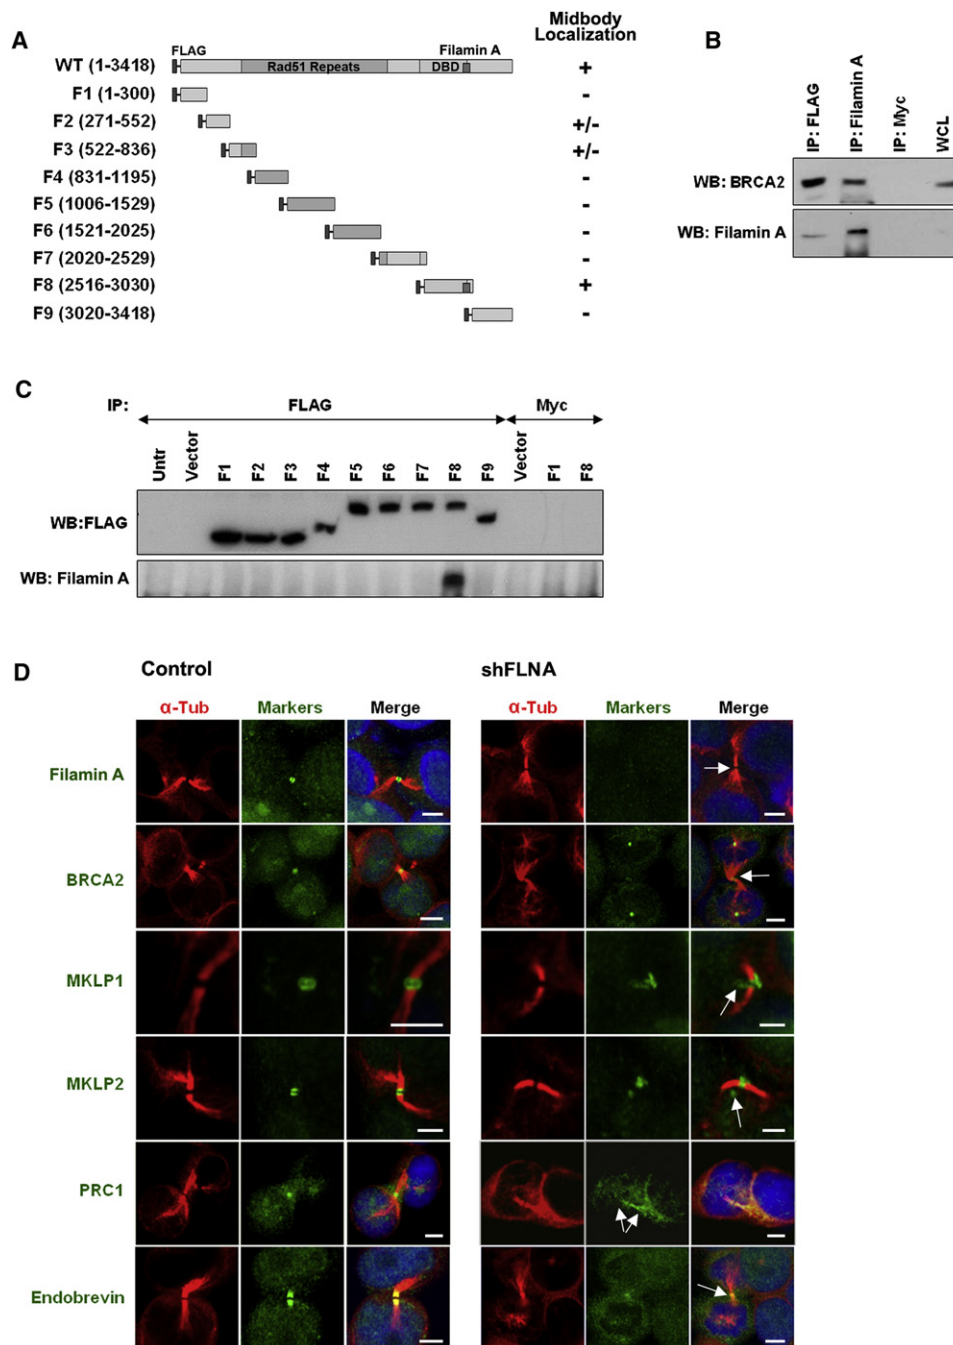 A
Midbody
Localization
FLAG
Filamin A
WT (1-3418) Rad51 Repeats DBD +
F1 (1-300) -
F2 (271-552) +/-
F3 (522-836) +/-
F4 (831-1195) -
F5 (1006-1529) -
F6 (1521-2025) -
F7 (2020-2529) -
F8 (2516-3030) +
F9 (3020-3418) -
B
IP: FLAG
IP: Filamin A
IP: Myc
WCL
WB: BRCA2
WB: Filamin A
C
IP: FLAG Myc
Untr Vector F1 F2 F3 F4 F5 F6 F7 F8 F9 Vector F1 F8
WB:FLAG
WB: Filamin A
D
Control shFLNA
α-Tub Markers Merge α-Tub Markers Merge
Filamin A
BRCA2
MKLP1
MKLP2
PRC1
Endobrevin